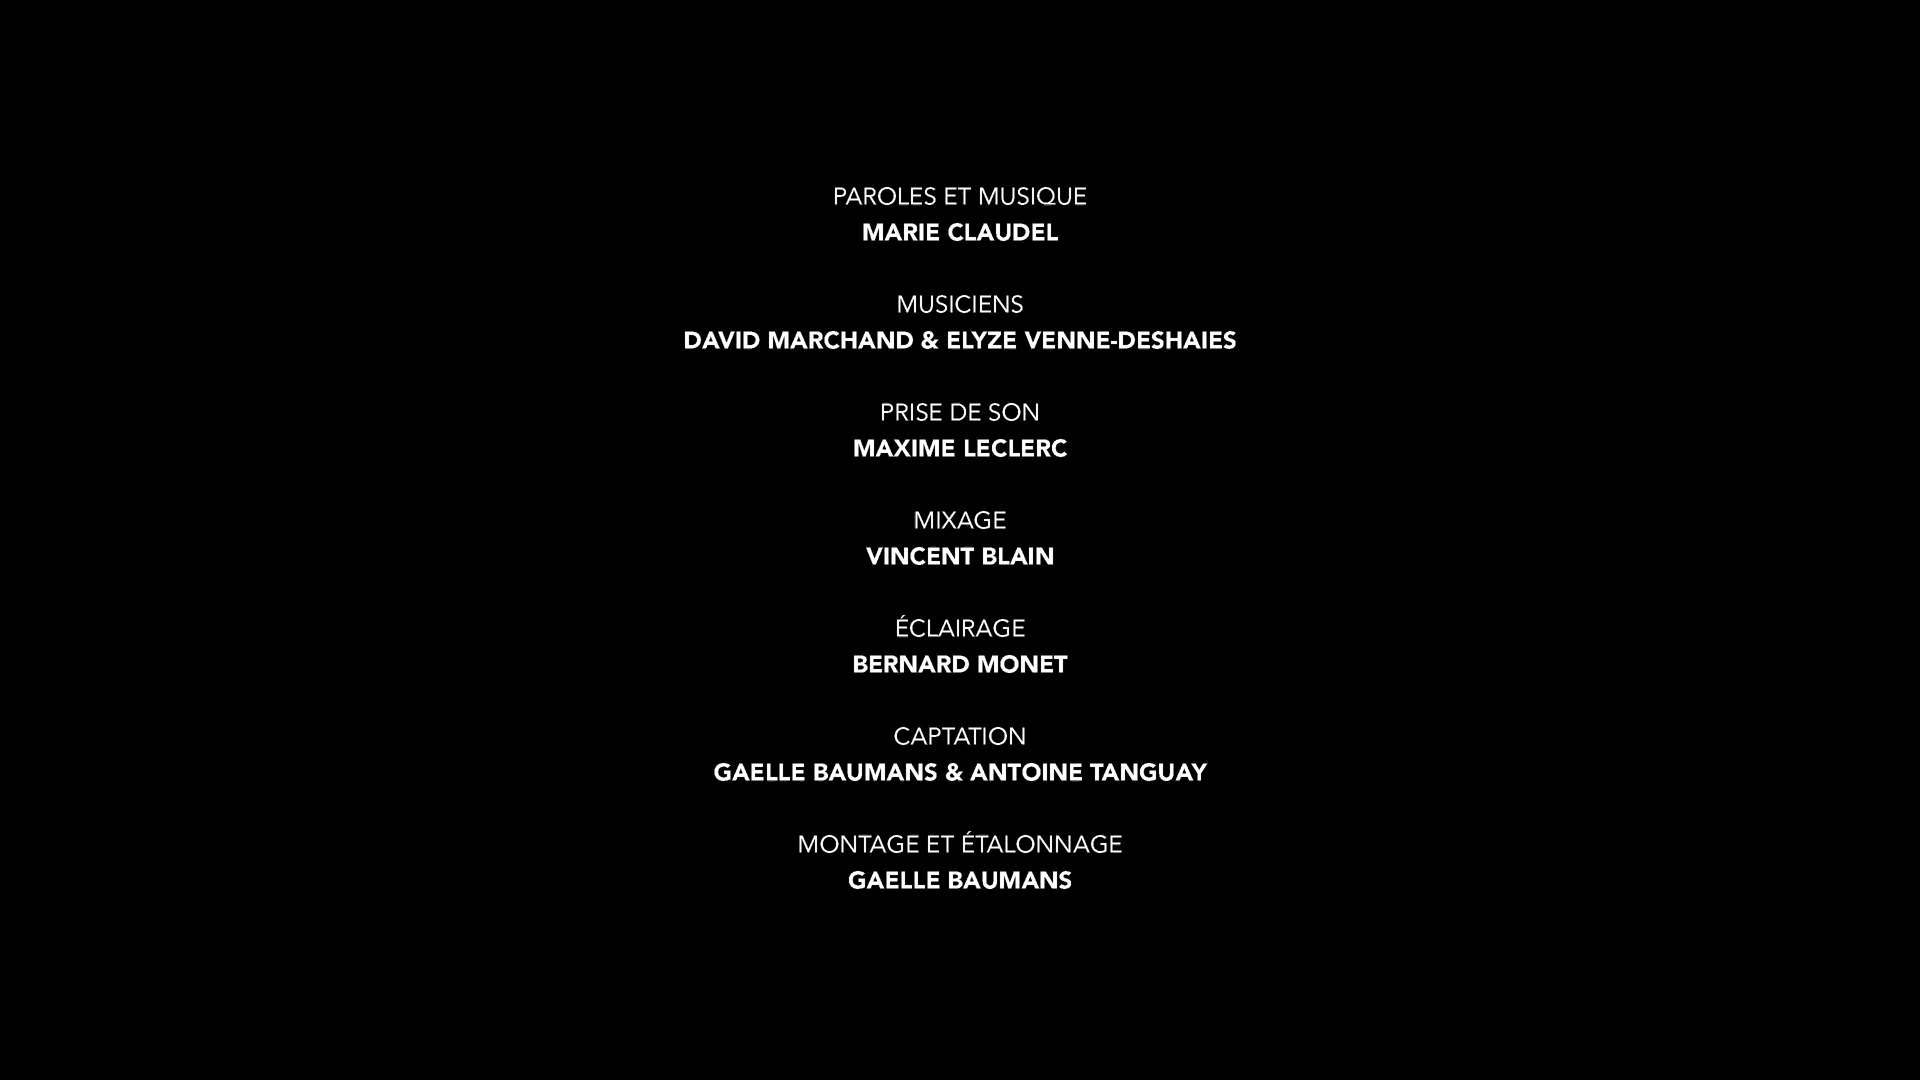 PAROLES ET MUSIQUE
MARIE CLAUDEL
MUSICIENS
DAVID MARCHAND & ELYZE VENNE-DESHAIES
PRISE DE SON
MAXIME LECLERC
MIXAGE
VINCENT BLAIN
ÉCLAIRAGE
BERNARD MONET
CAPTATION
GAELLE BAUMANS & ANTOINE TANGUAY
MONTAGE ET ÉTALONNAGE
GAELLE BAUMANS